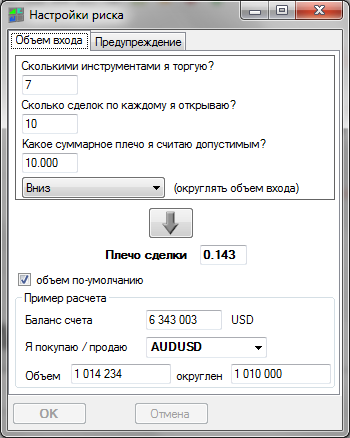 Настройки риска
Объем входа Предупреждение
Сколькими инструментами я торгую?
7
Сколько сделок по каждому я открываю?
10
Какое суммарное плечо я считаю допустимым?
10.000
Вниз (округлять объем входа)
Плечо сделки 0.143
объем по-умолчанию
Пример расчета
Баланс счета 6 343 003 USD
Я покупаю / продаю AUDUSD
Объем 1 014 234 округлен 1 010 000
OK Отмена